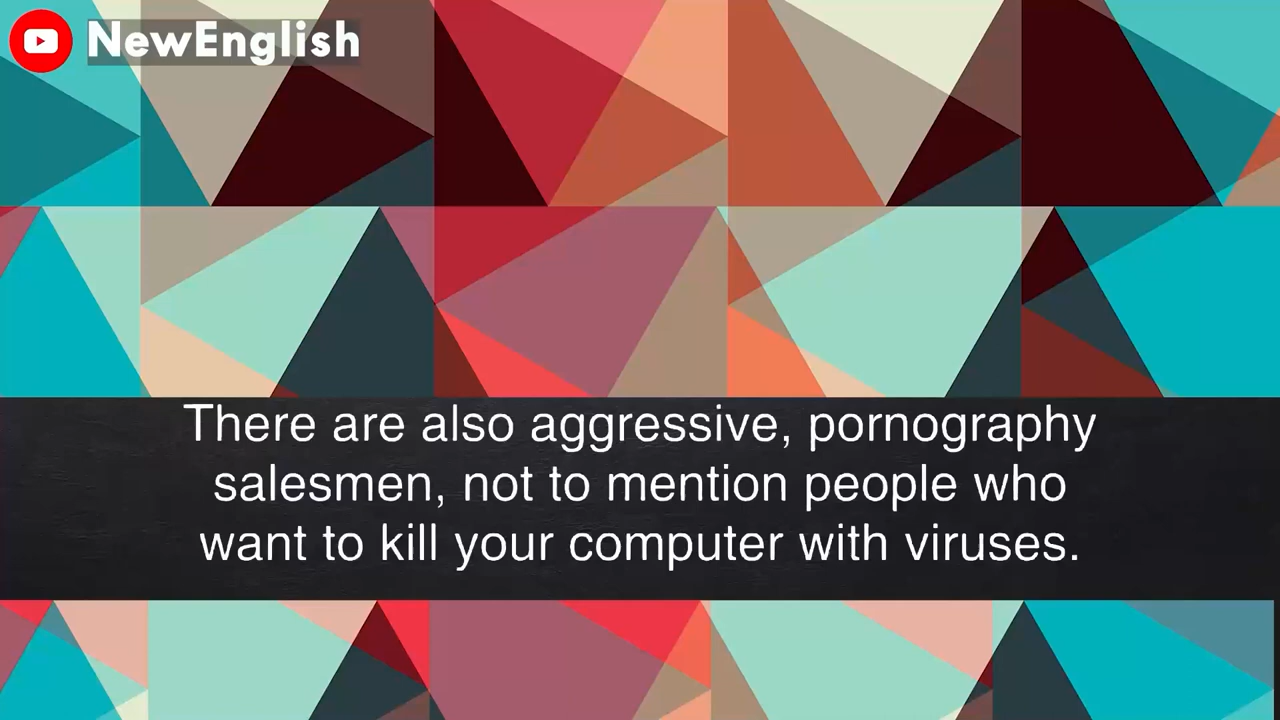 NewEnglish
There are also aggressive, pornography
salesmen, not to mention people who
want to kill your computer with viruses.